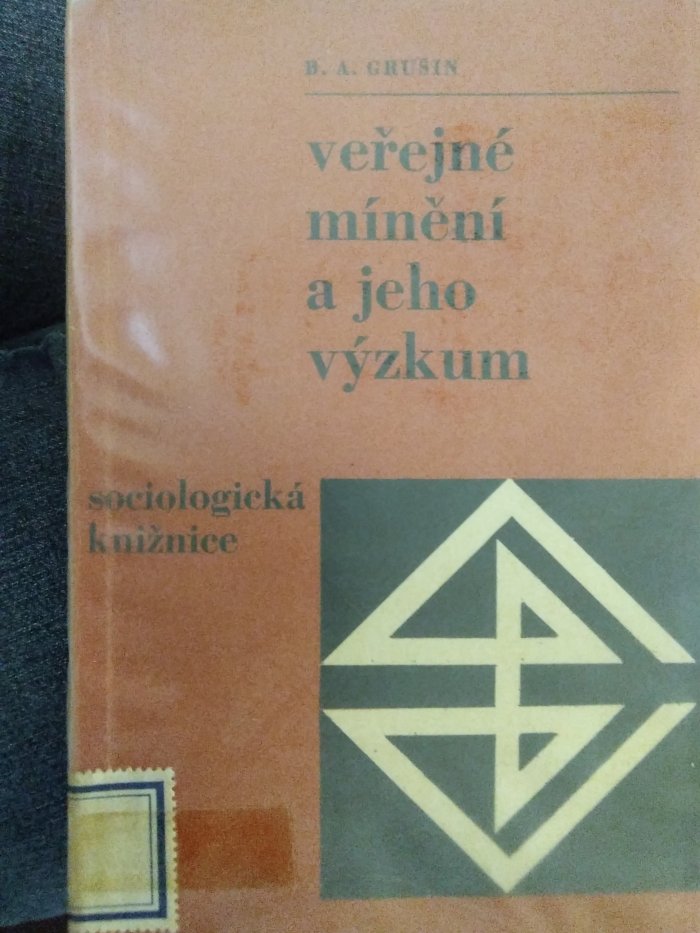 B. A. GRUŠIN
veřejné
mínění
a jeho
výzkum
sociologická
knižnice